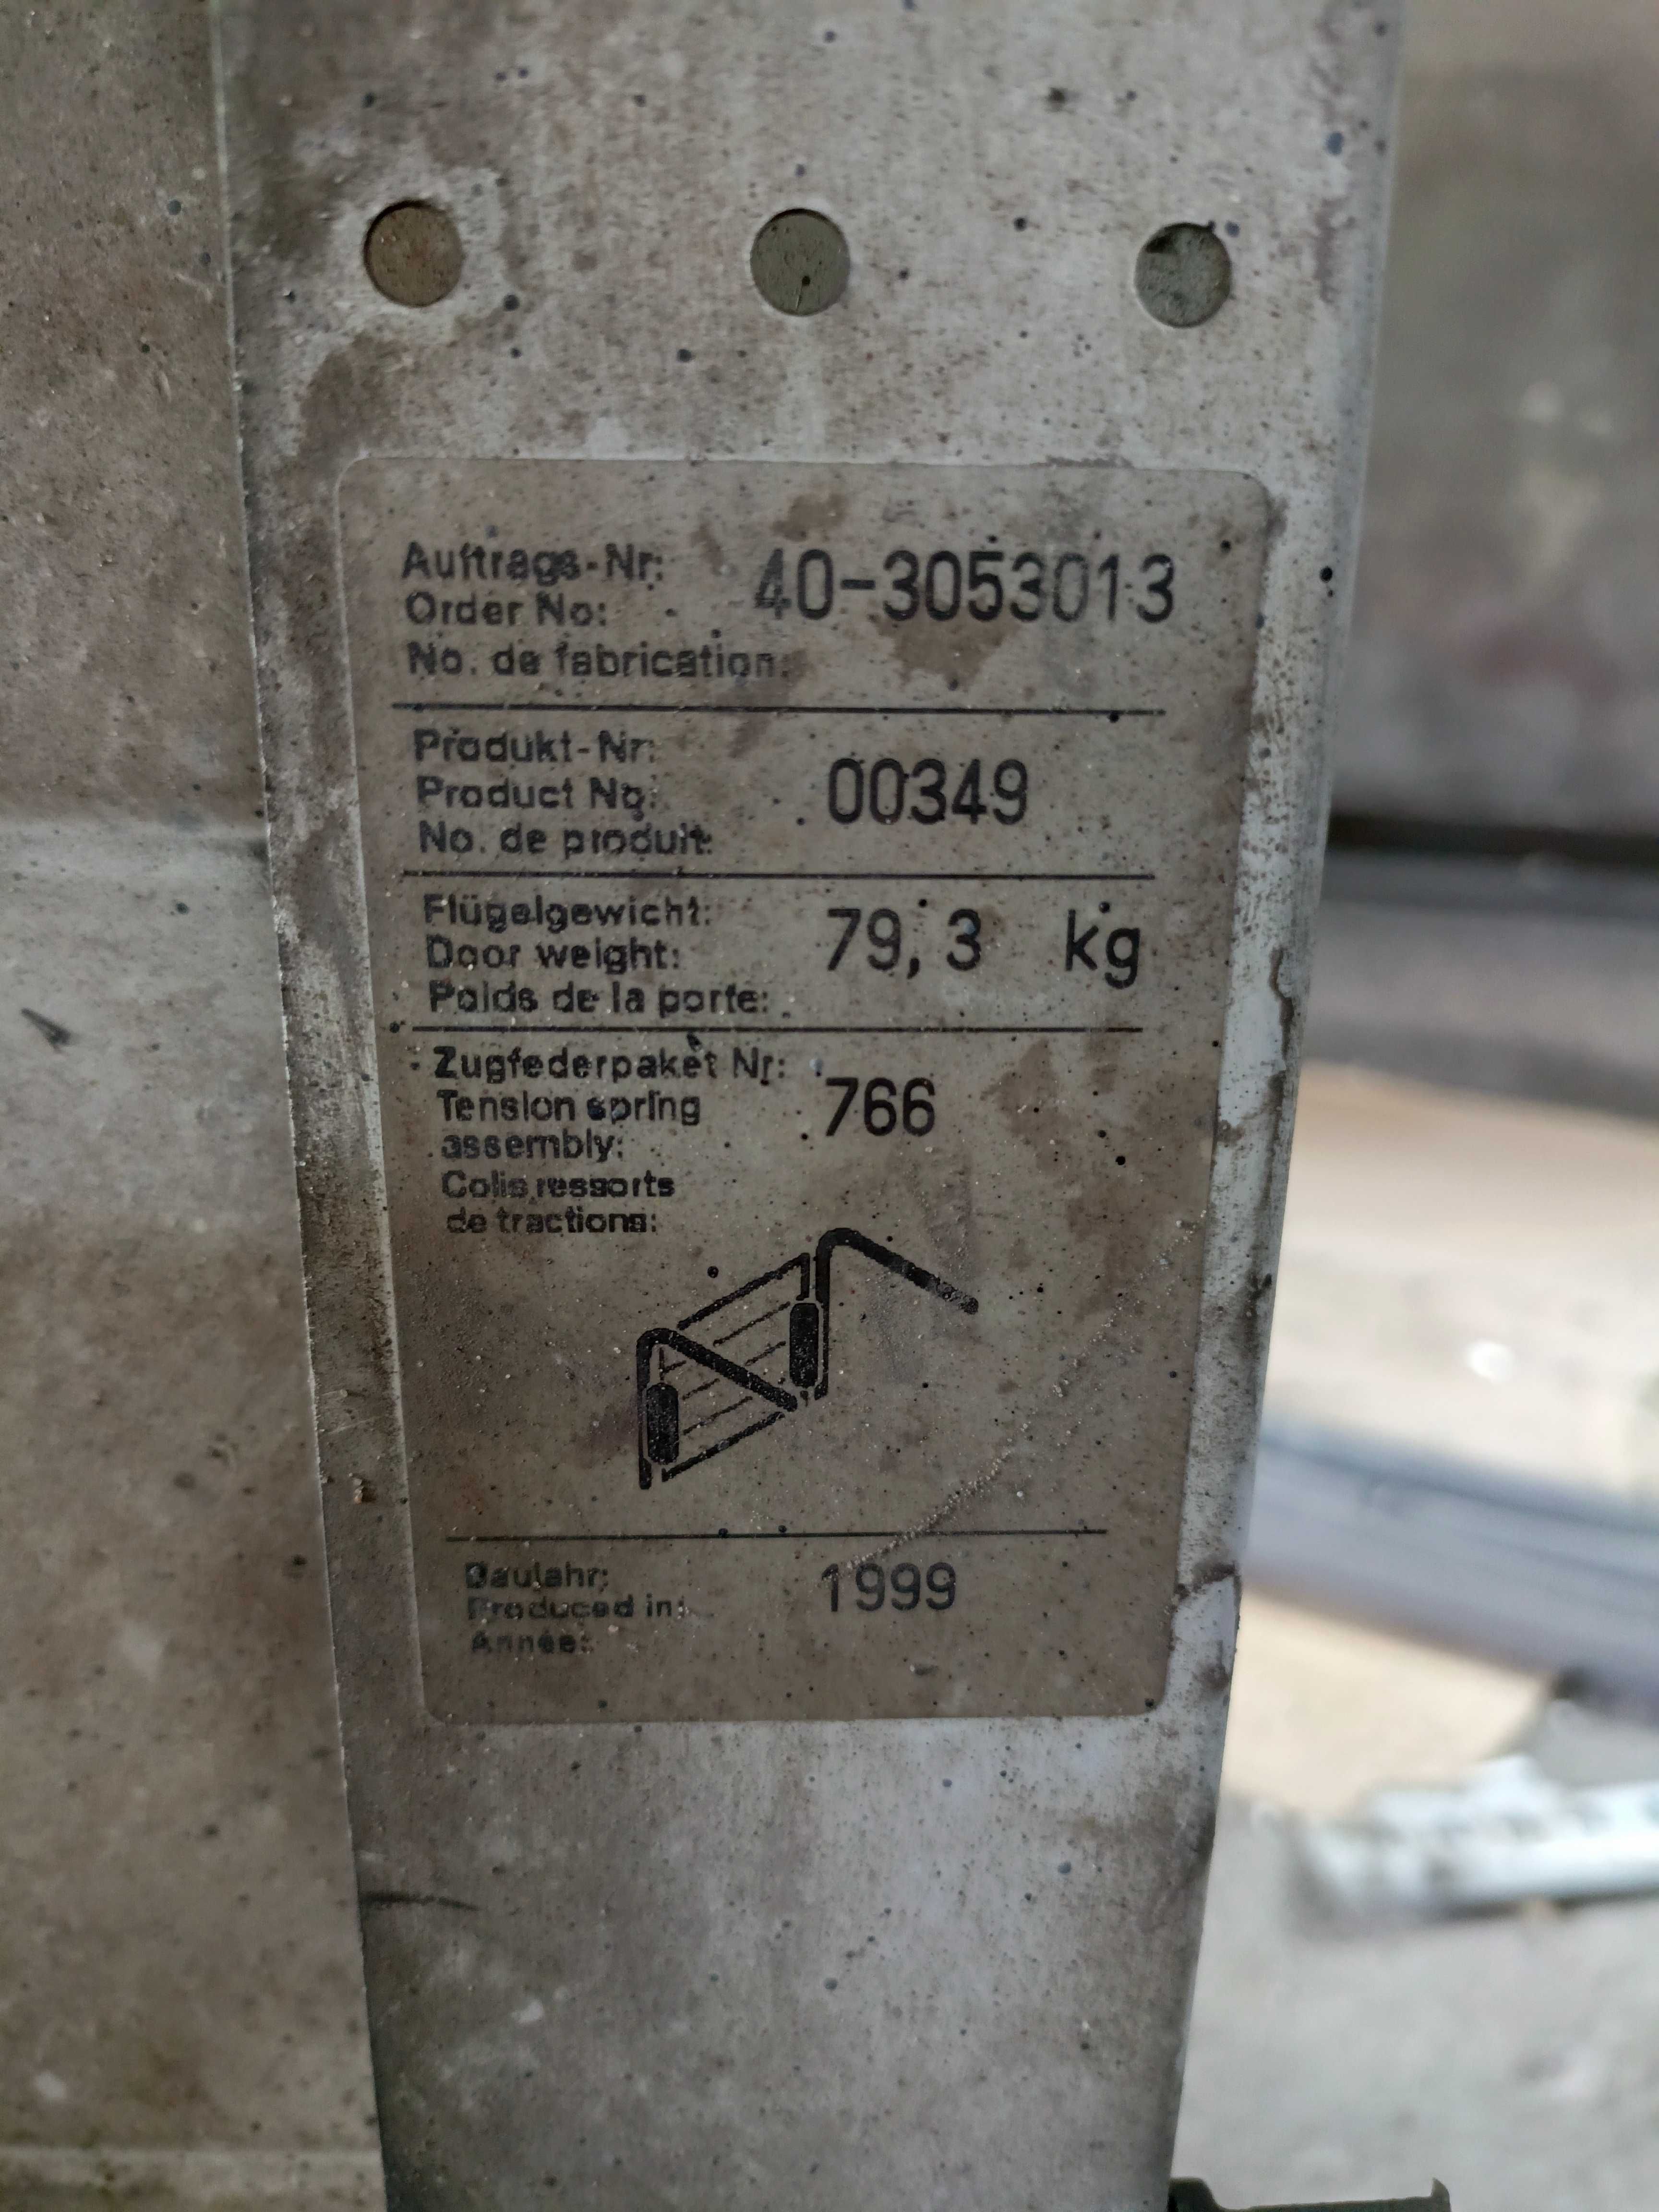 Auftrags-Nr: 40-3053013
Order No:
No. de fabrication:
Produkt-Nr:
Product No: 00349
No. de produit:
Flügelgewicht:
Door weight: 79,3 kg
Poids de la porte:
Zugfederpaket Nr:
Tension spring 766
assembly:
Colis ressorts
de tractions:
Baujahr: 1999
Produced in:
Année: